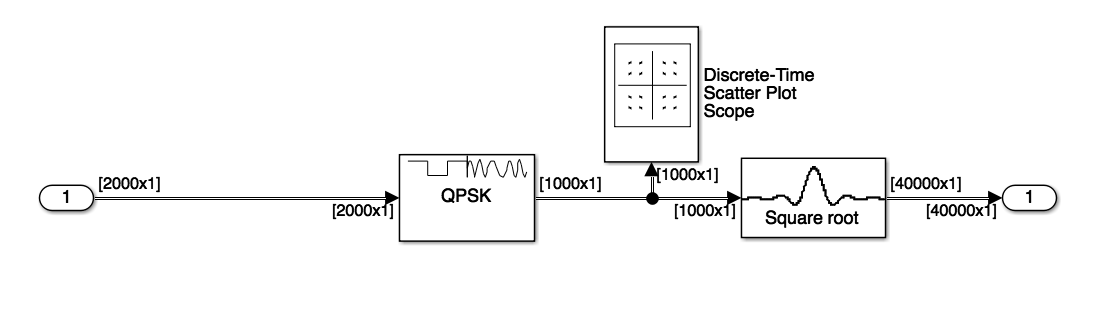 Discrete-Time
Scatter Plot
Scope
1
[2000x1]
[2000x1]
QPSK
[1000x1]
[1000x1]
[1000x1]
Square root
[40000x1]
[40000x1]
1